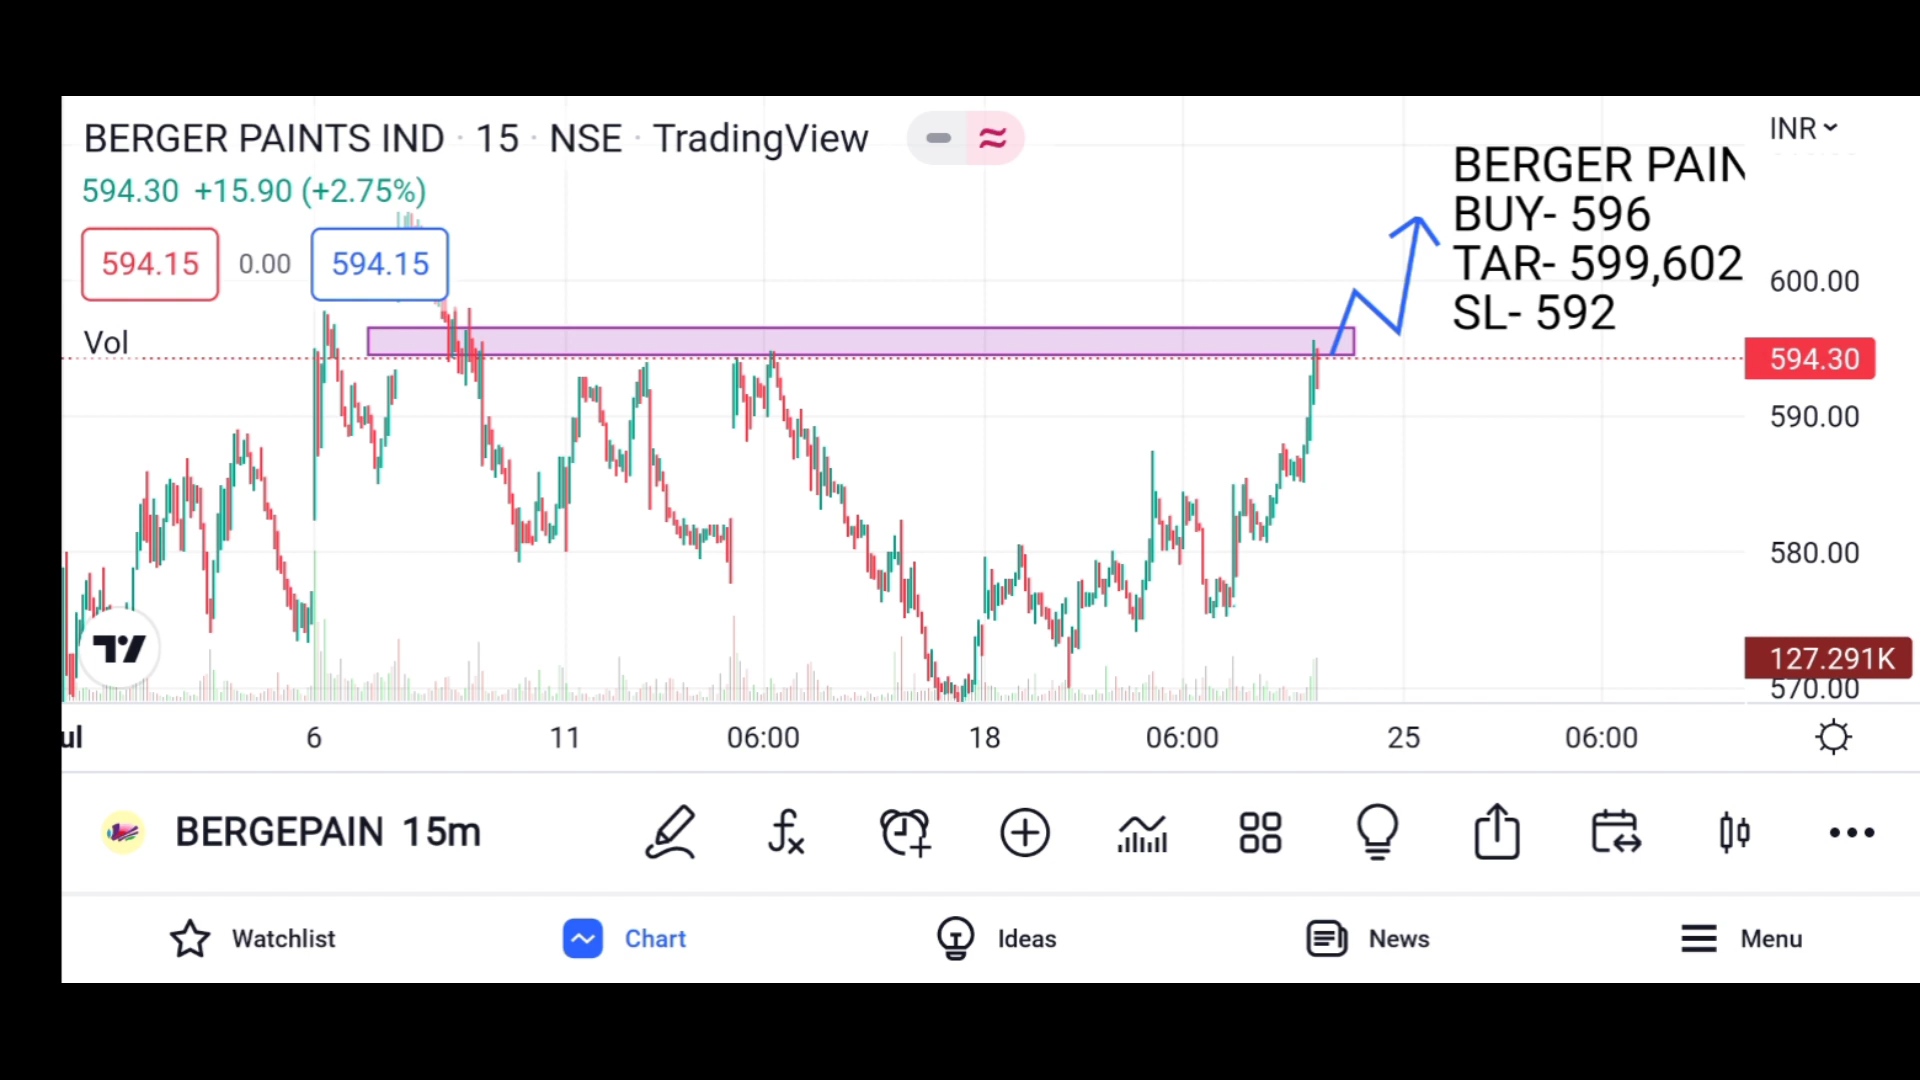 BERGER PAINTS IND · 15 · NSE · TradingView
INR
594.30 +15.90 (+2.75%)
594.15 0.00 594.15
Vol
BERGER PAIN
BUY- 596
TAR- 599,602
SL- 592
600.00
594.30
590.00
580.00
127.291K
570.00
ul 6 11 06:00 18 06:00 25 06:00
BERGEPAIN 15m
Watchlist Chart Ideas News Menu